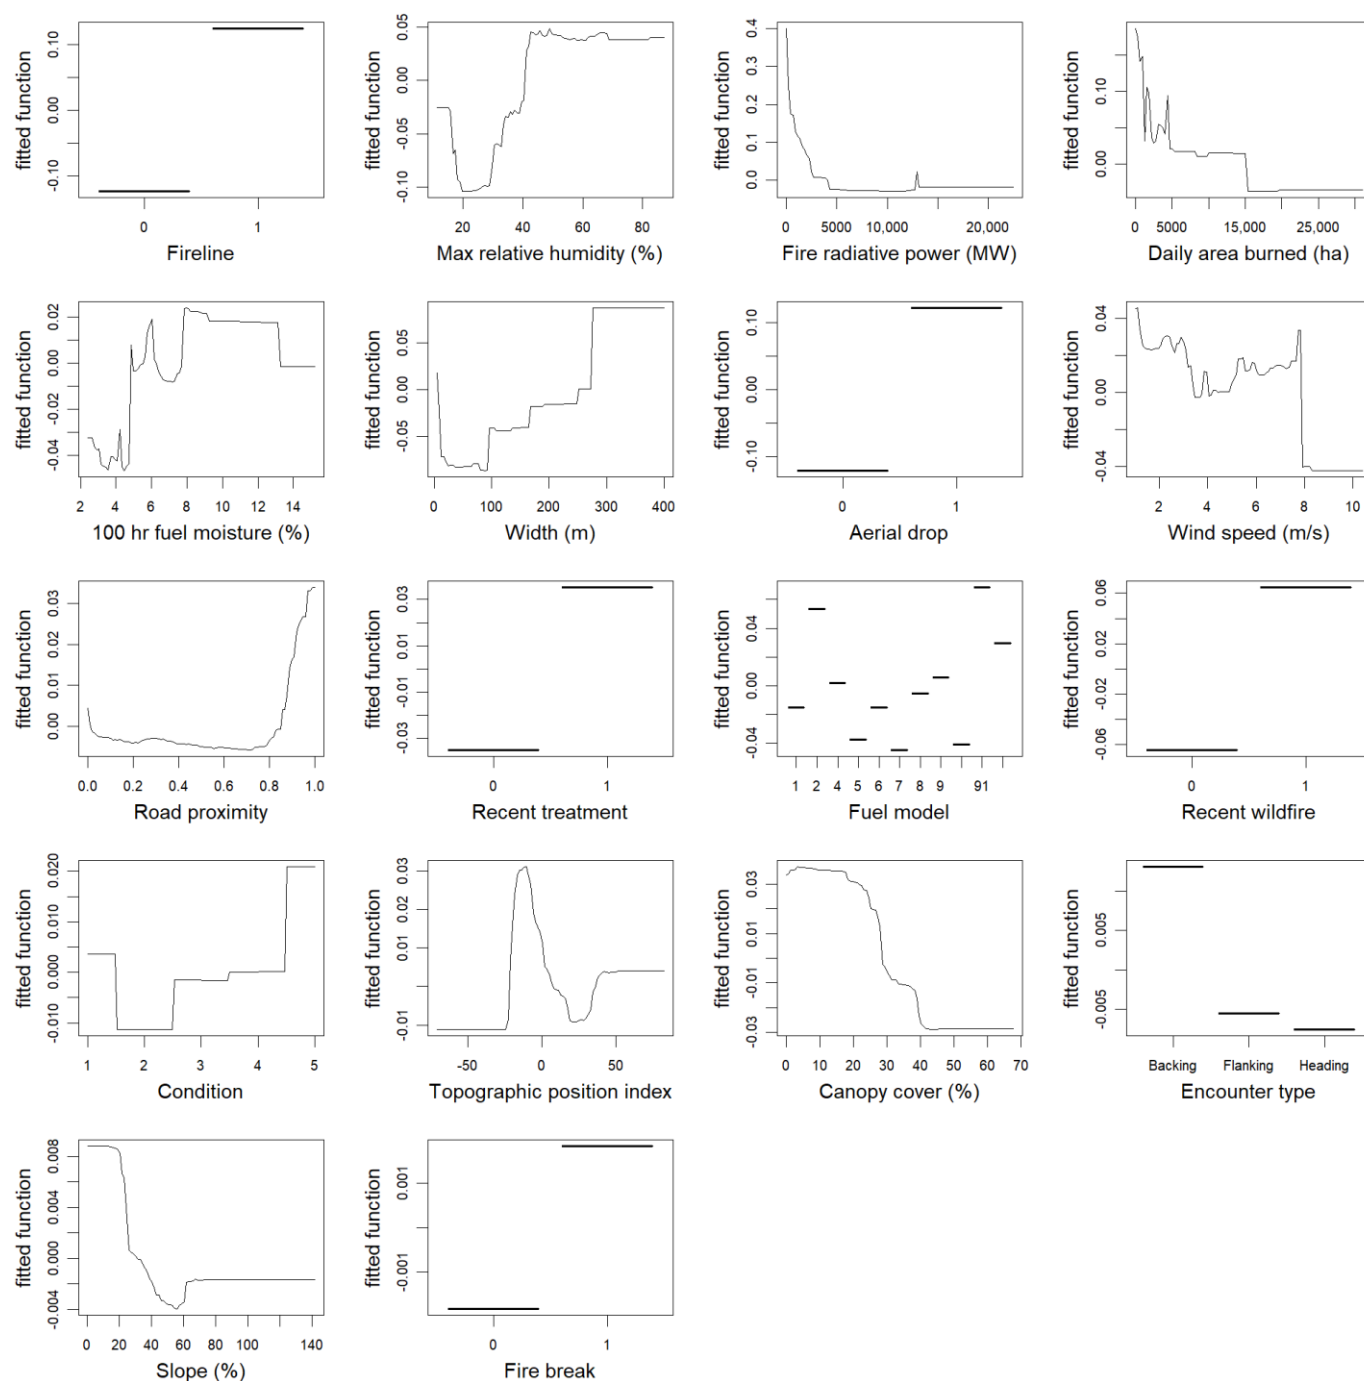 fitted function
0.10
0.00
-0.10
0 1
Fireline
fitted function
0.05
0.00
-0.05
-0.10
20 40 60 80
Max relative humidity (%)
fitted function
0.4
0.3
0.2
0.1
0.0
0 5000 10,000 20,000
Fire radiative power (MW)
fitted function
0.10
0.00
0 5000 15,000 25,000
Daily area burned (ha)
fitted function
0.02
0.00
-0.02
-0.04
2 4 6 8 10 12 14
100 hr fuel moisture (%)
fitted function
0.05
0.00
-0.05
0 100 200 300 400
Width (m)
fitted function
0.10
0.00
-0.10
0 1
Aerial drop
fitted function
0.04
0.00
-0.04
2 4 6 8 10
Wind speed (m/s)
fitted function
0.03
0.02
0.01
0.00
0.0 0.2 0.4 0.6 0.8 1.0
Road proximity
fitted function
0.03
0.01
-0.01
-0.03
0 1
Recent treatment
fitted function
0.04
0.00
-0.04
1 2 4 5 6 7 8 9 91
Fuel model
fitted function
0.06
0.02
-0.02
-0.06
0 1
Recent wildfire
fitted function
0.020
0.010
0.000
-0.010
1 2 3 4 5
Condition
fitted function
0.03
0.01
-0.01
-50 0 50
Topographic position index
fitted function
0.03
0.01
-0.01
-0.03
0 10 20 30 40 50 60 70
Canopy cover (%)
fitted function
0.005
-0.005
Backing Flanking Heading
Encounter type
fitted function
0.008
0.004
0.000
-0.004
0 20 40 60 80 100 140
Slope (%)
fitted function
0.001
-0.001
0 1
Fire break